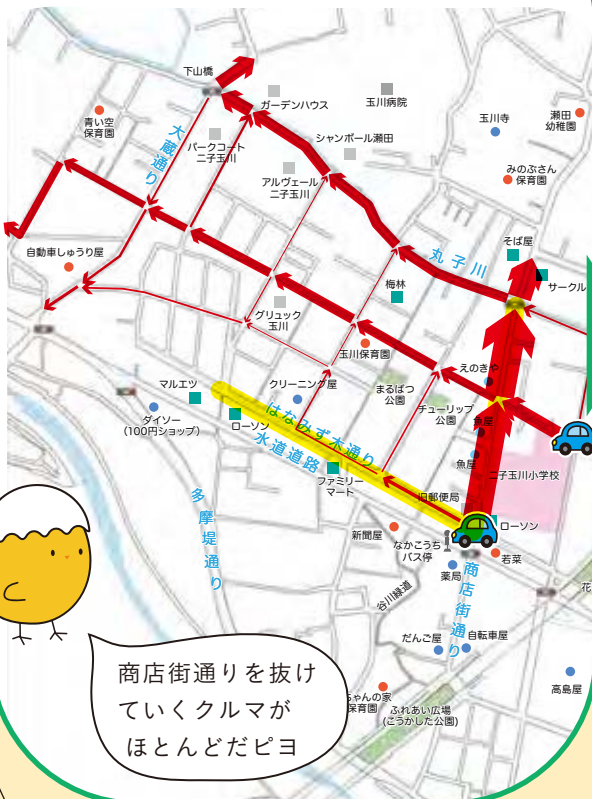 下山橋
ガーデンハウス
玉川病院
青い空
保育園
大蔵通り
パークコート
二子玉川
シャンボール瀬田
玉川寺
瀬田
幼稚園
みのぶさん
保育園
アルヴェール
二子玉川
自動車しゅうり屋
丸子川
そば屋
サークル
梅林
グリュック
玉川
玉川保育園
えのきや
マルエツ
クリーニング屋
まるばつ
公園
チューリップ
公園
魚屋
ダイソー
(100円ショップ)
ローソン
はなみず木通り
水道道路
ファミリー
マート
魚屋
二子玉川小学校
旧郵便局
多摩堤通り
新聞屋
なかこうち
バス停
ローソン
若菜
薬局
商店街通り
谷川緑道
花
だんご屋
自転車屋
高島屋
ちゃんの家
保育園
ふれあい広場
(こうかした公園)
商店街通りを抜け
ていくクルマが
ほとんどだピヨ